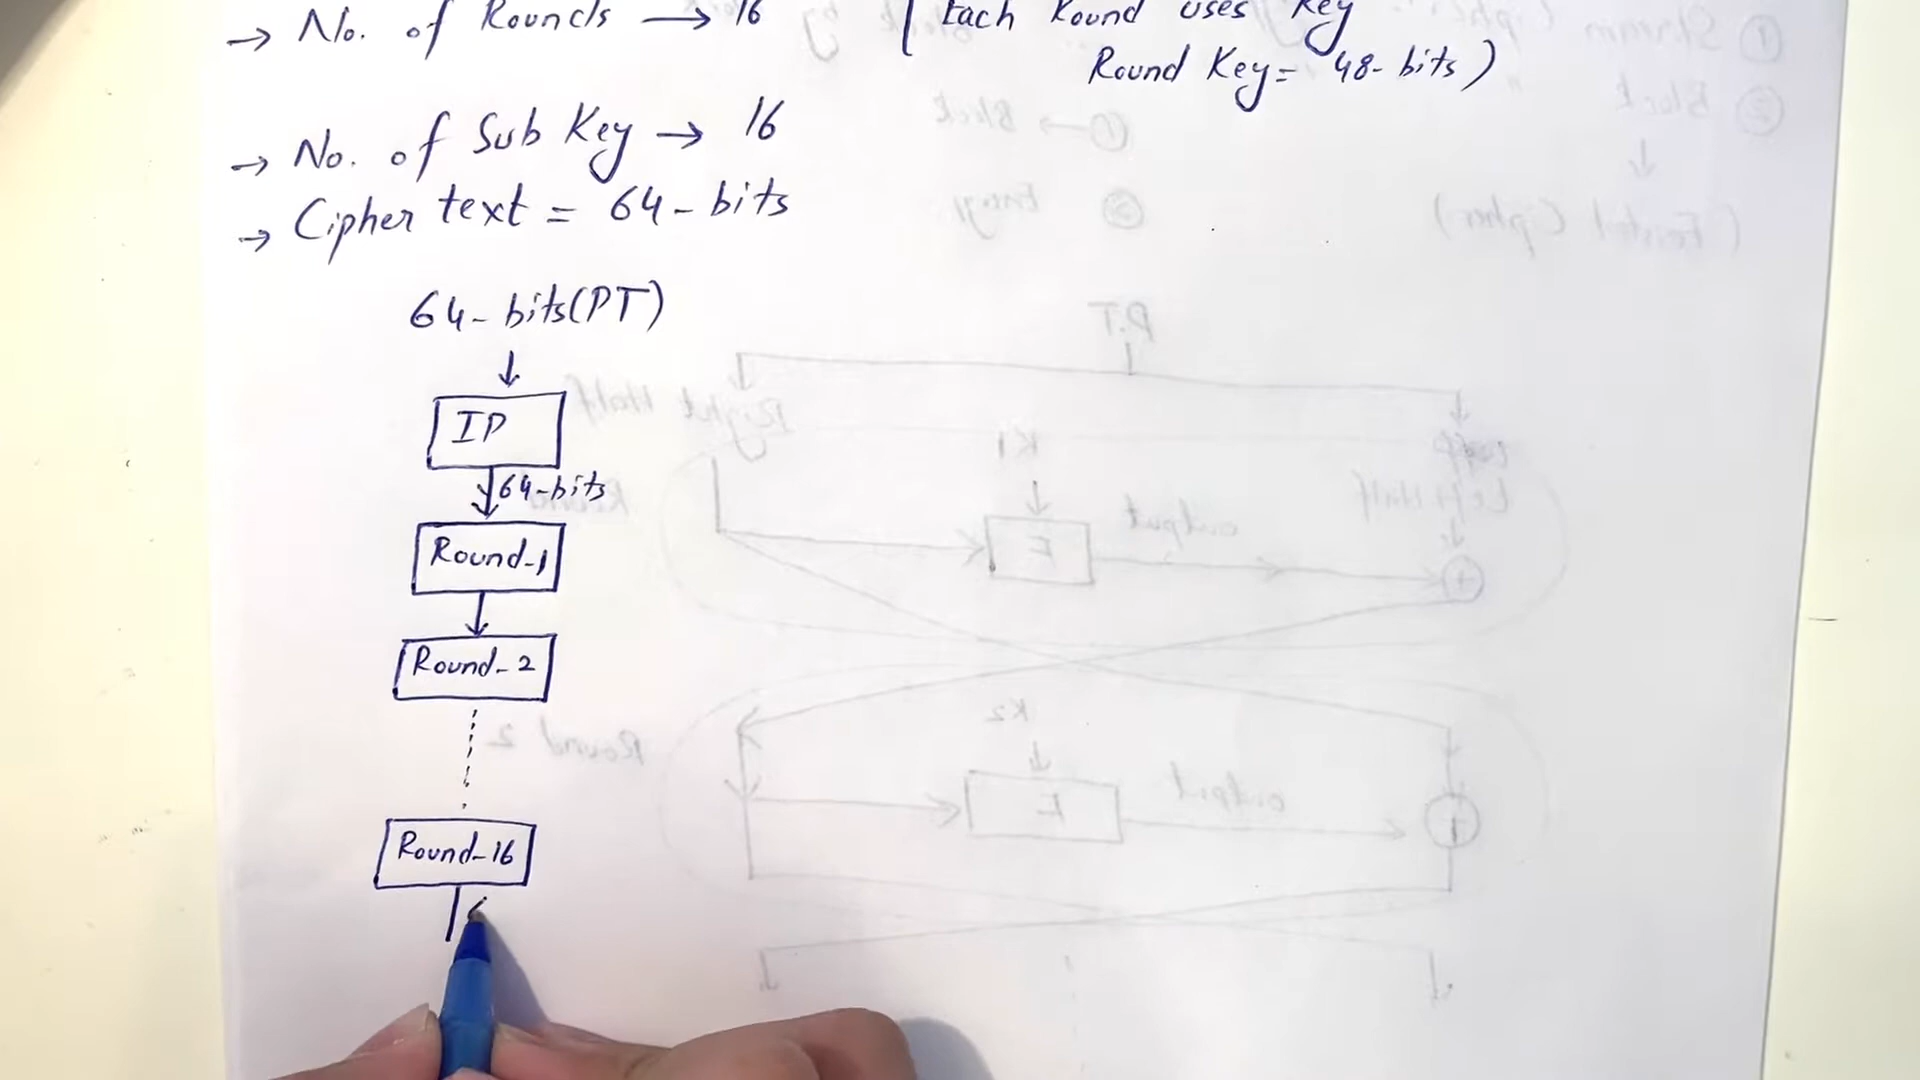 → No. of Rounds → 16 ( Each Round uses Key
Round Key = 48-bits )
→ No. of Sub Key → 16
→ Cipher text = 64-bits
64-bits(PT)
IP
64-bits
Round-1
Round-2
Round-16